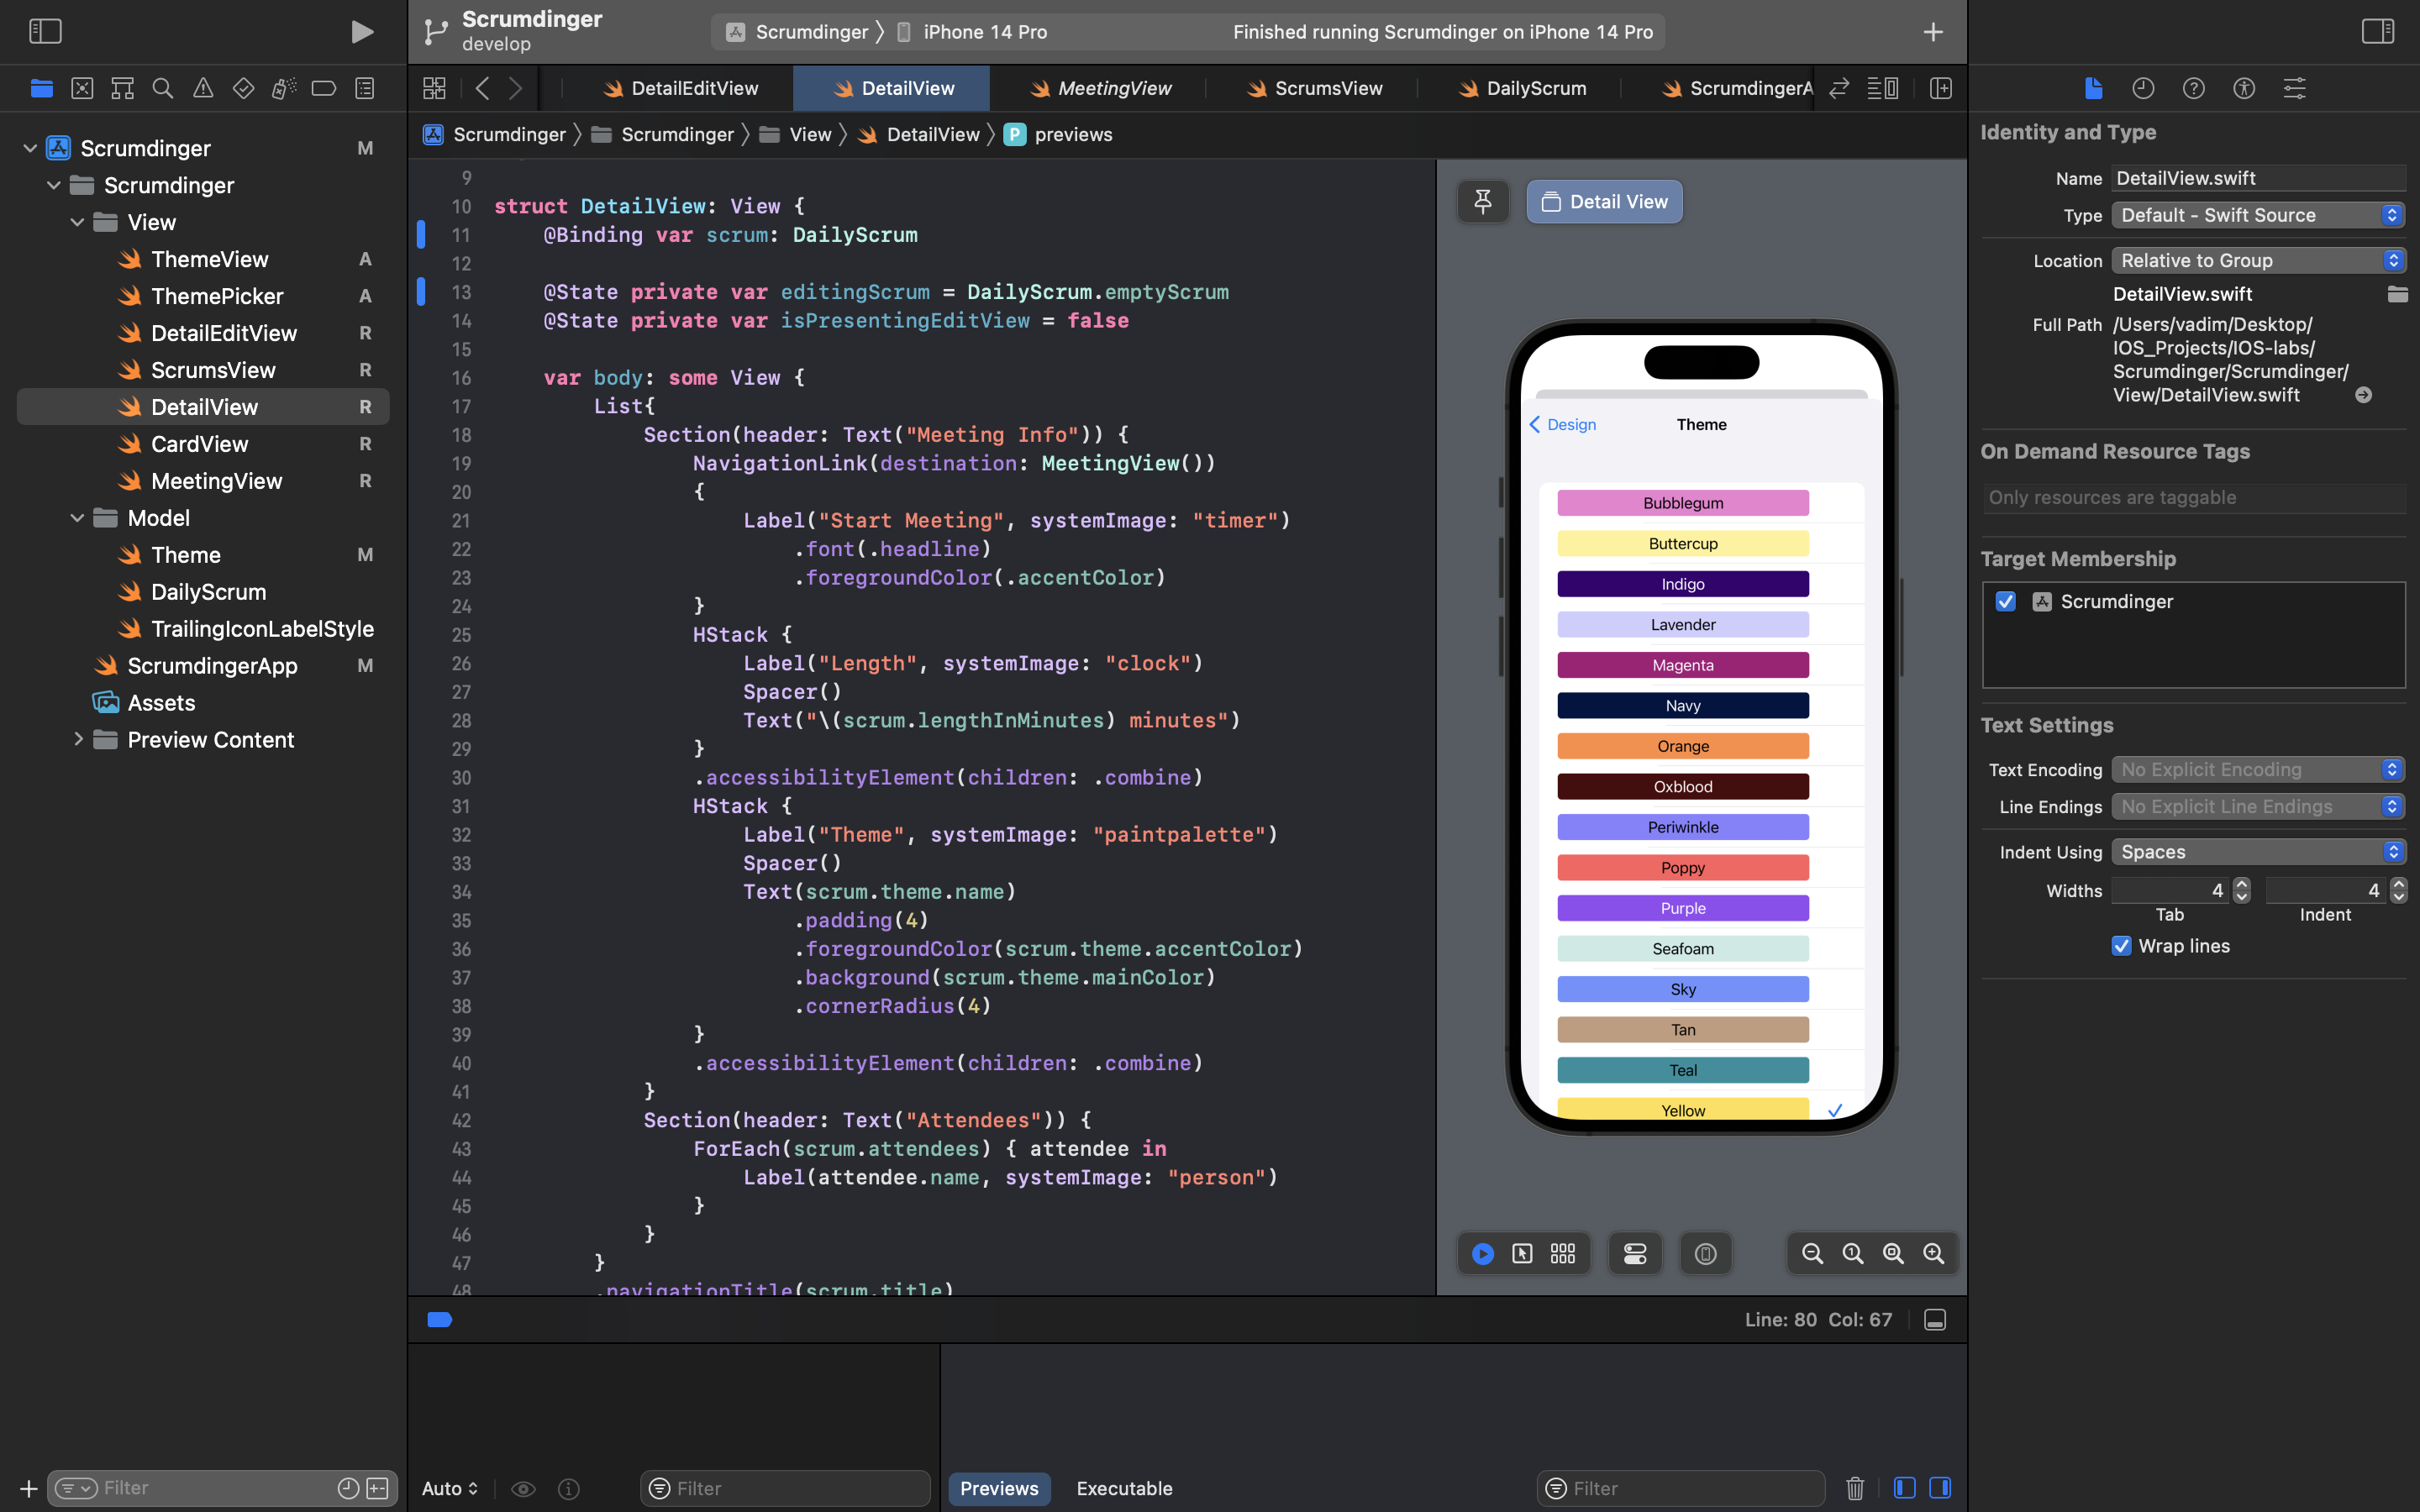 Scrumdinger
develop
Scrumdinger
iPhone 14 Pro
Finished running Scrumdinger on iPhone 14 Pro
DetailEditView
DetailView
MeetingView
ScrumsView
DailyScrum
ScrumdingerA
Scrumdinger
Scrumdinger
View
DetailView
P
previews
Scrumdinger M
Scrumdinger
View
ThemeView A
ThemePicker A
DetailEditView R
ScrumsView R
DetailView R
CardView R
MeetingView R
Model
Theme M
DailyScrum
TrailingIconLabelStyle
ScrumdingerApp M
Assets
Preview Content
Filter
9
10 struct DetailView: View {
11 @Binding var scrum: DailyScrum
12
13 @State private var editingScrum = DailyScrum.emptyScrum
14 @State private var isPresentingEditView = false
15
16 var body: some View {
17 List{
18 Section(header: Text("Meeting Info")) {
19 NavigationLink(destination: MeetingView())
20 {
21 Label("Start Meeting", systemImage: "timer")
22 .font(.headline)
23 .foregroundColor(.accentColor)
24 }
25 HStack {
26 Label("Length", systemImage: "clock")
27 Spacer()
28 Text("\(scrum.lengthInMinutes) minutes")
29 }
30 .accessibilityElement(children: .combine)
31 HStack {
32 Label("Theme", systemImage: "paintpalette")
33 Spacer()
34 Text(scrum.theme.name)
35 .padding(4)
36 .foregroundColor(scrum.theme.accentColor)
37 .background(scrum.theme.mainColor)
38 .cornerRadius(4)
39 }
40 .accessibilityElement(children: .combine)
41 }
42 Section(header: Text("Attendees")) {
43 ForEach(scrum.attendees) { attendee in
44 Label(attendee.name, systemImage: "person")
45 }
46 }
47 }
48 .navigationTitle(scrum.title)
Detail View
Design
Theme
Bubblegum
Buttercup
Indigo
Lavender
Magenta
Navy
Orange
Oxblood
Periwinkle
Poppy
Purple
Seafoam
Sky
Tan
Teal
Yellow
Line: 80 Col: 67
Auto
Filter
Previews
Executable
Filter
Identity and Type
Name DetailView.swift
Type Default - Swift Source
Location Relative to Group
DetailView.swift
Full Path /Users/vadim/Desktop/
IOS_Projects/IOS-labs/
Scrumdinger/Scrumdinger/
View/DetailView.swift
On Demand Resource Tags
Only resources are taggable
Target Membership
Scrumdinger
Text Settings
Text Encoding No Explicit Encoding
Line Endings No Explicit Line Endings
Indent Using Spaces
Widths 4 4
Tab Indent
Wrap lines